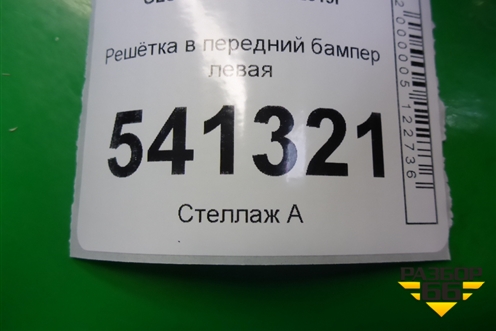 Решётка в передний бампер
левая
541321
Стеллаж А
2000005122736
РАЗБОР
66